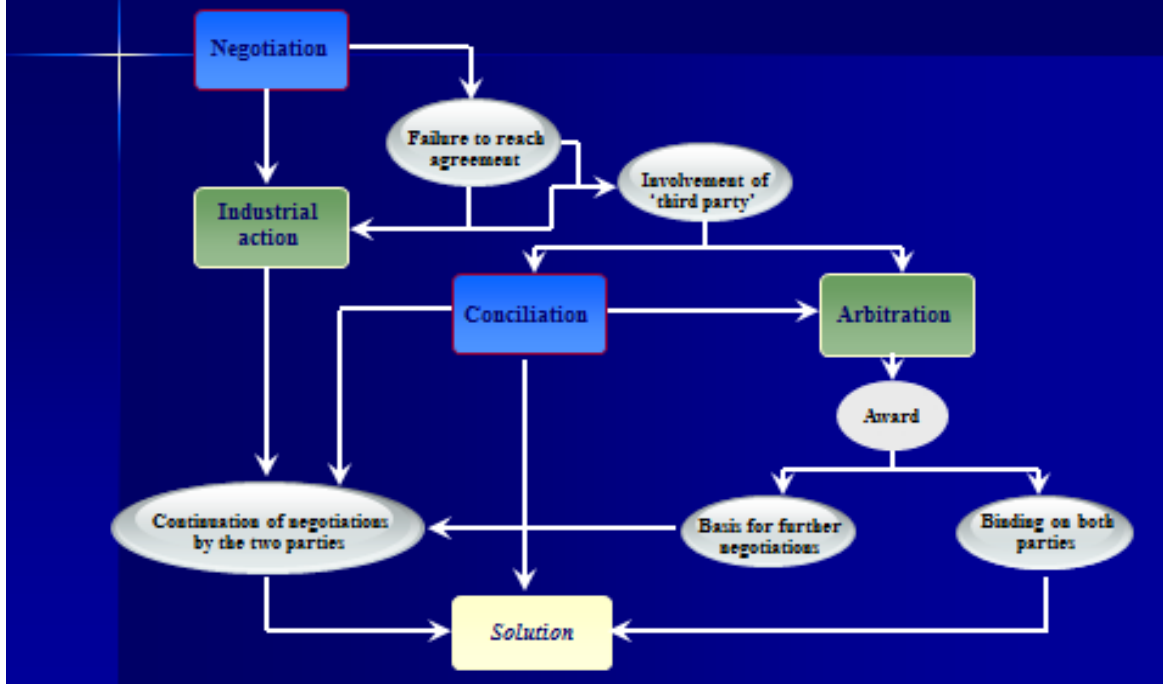 Negotiation
Failure to reach
agreement
Involvement of
‘third party’
Industrial
action
Conciliation
Arbitration
Award
Continuation of negotiations
by the two parties
Basis for further
negotiations
Binding on both
parties
Solution